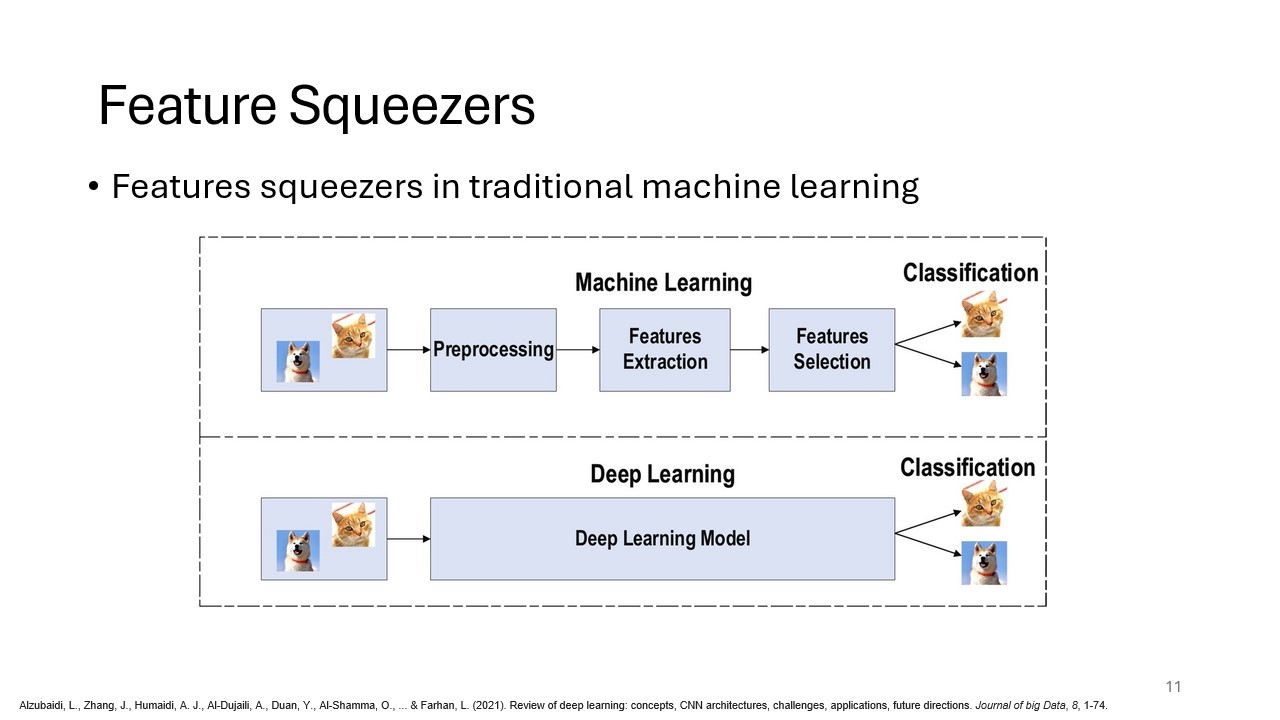 Feature Squeezers
• Features squeezers in traditional machine learning
Machine Learning
Classification
Preprocessing
Features
Extraction
Features
Selection
Deep Learning
Classification
Deep Learning Model
11
Alzubaidi, L., Zhang, J., Humaidi, A. J., Al-Dujaili, A., Duan, Y., Al-Shamma, O., ... & Farhan, L. (2021). Review of deep learning: concepts, CNN architectures, challenges, applications, future directions. Journal of big Data, 8, 1-74.